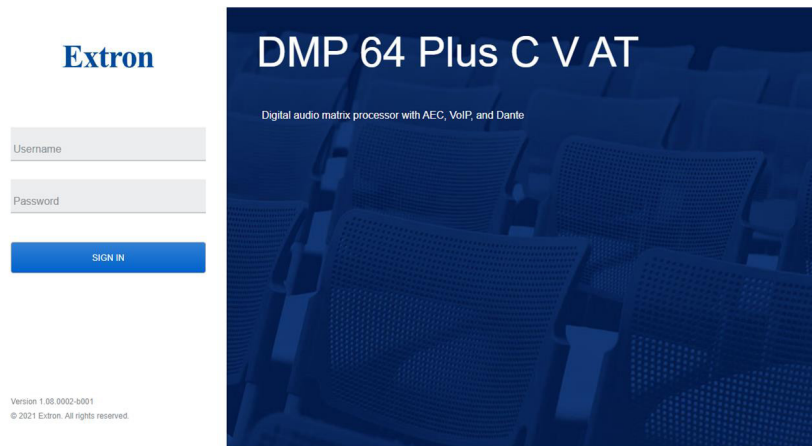 Extron
Username
Password
SIGN IN
Version 1.08.0002-b001
© 2021 Extron. All rights reserved.
DMP 64 Plus C V AT
Digital audio matrix processor with AEC, VoIP, and Dante